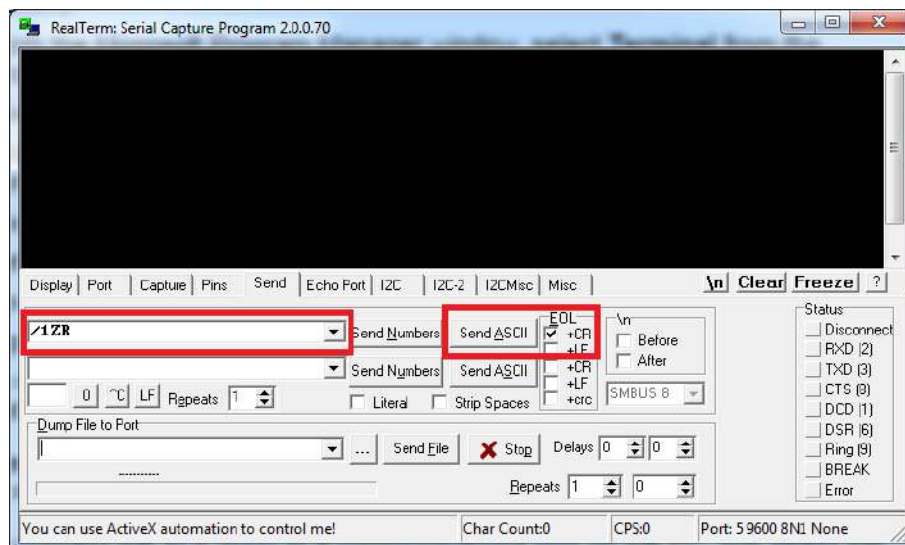 RealTerm: Serial Capture Program 2.0.0.70
Display Port Capture Pins Send Echo Port I2C I2C-2 I2CMisc Misc \n Clear Freeze ?
/1ZR
Send Numbers
Send ASCII
EOL
+CR
+LF
\n
Before
After
Send Numbers
Send ASCII
+CR
+LF
+crc
SMBUS 8
0 ^C LF Repeats 1
Literal
Strip Spaces
Dump File to Port
... Send File Stop Delays 0 0
Repeats 1 0
----------
Status
Disconnect
RXD (2)
TXD (3)
CTS (8)
DCD (1)
DSR (6)
Ring (9)
BREAK
Error
You can use ActiveX automation to control me! Char Count:0 CPS:0 Port: 5 9600 8N1 None